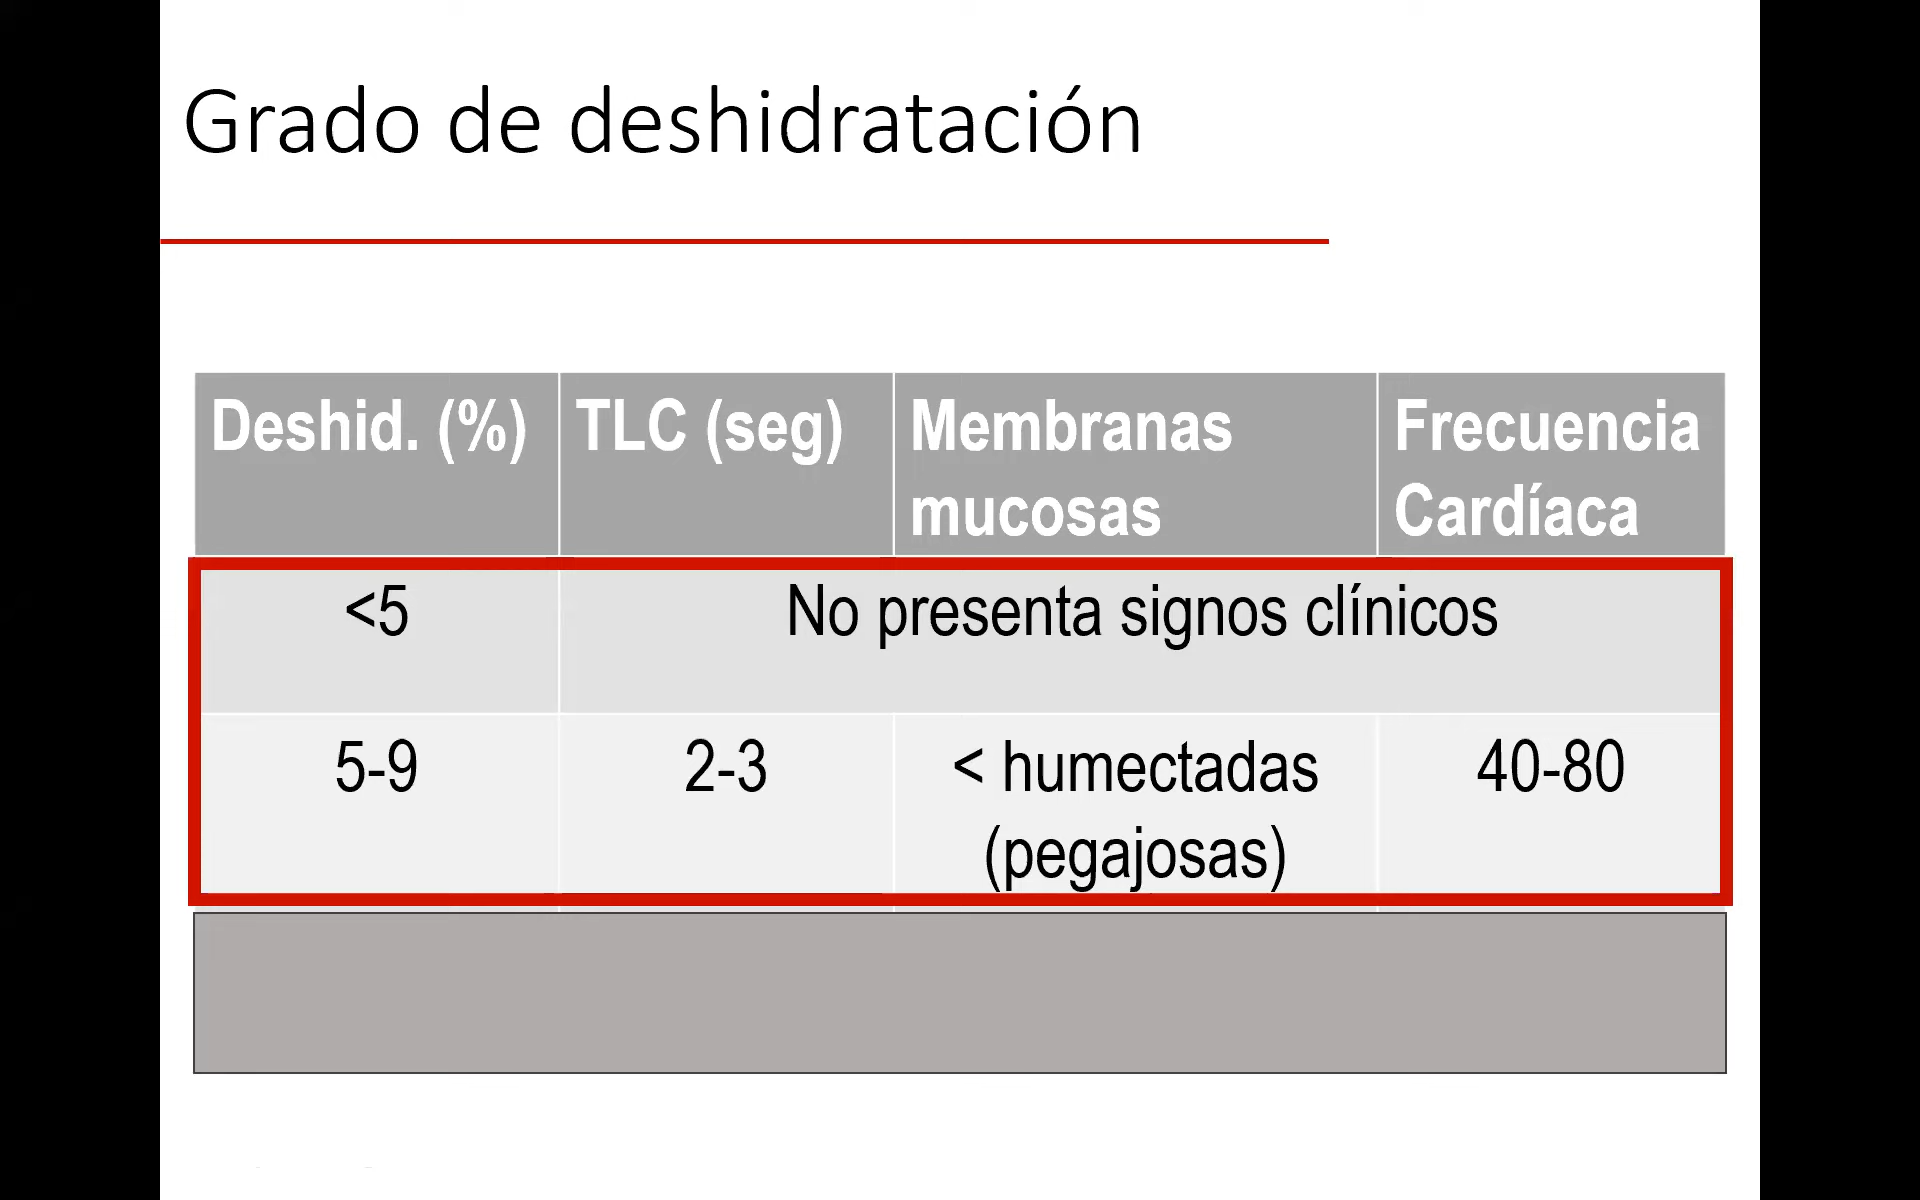 Grado de deshidratación
Deshid. (%) TLC (seg) Membranas mucosas Frecuencia Cardíaca
<5 No presenta signos clínicos
5-9 2-3 < humectadas (pegajosas) 40-80